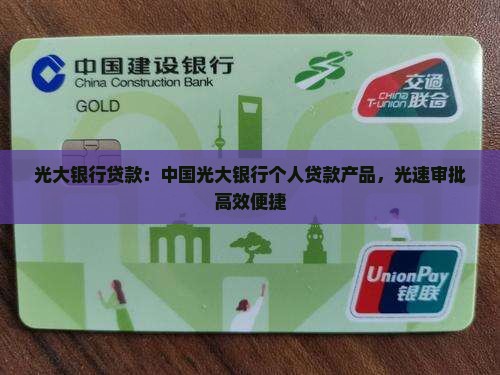 中国建设银行
China Construction Bank
GOLD
交通
联合
CHINA
T-UNION
光大银行贷款：中国光大银行个人贷款产品，光速审批
高效便捷
UnionPay
银联